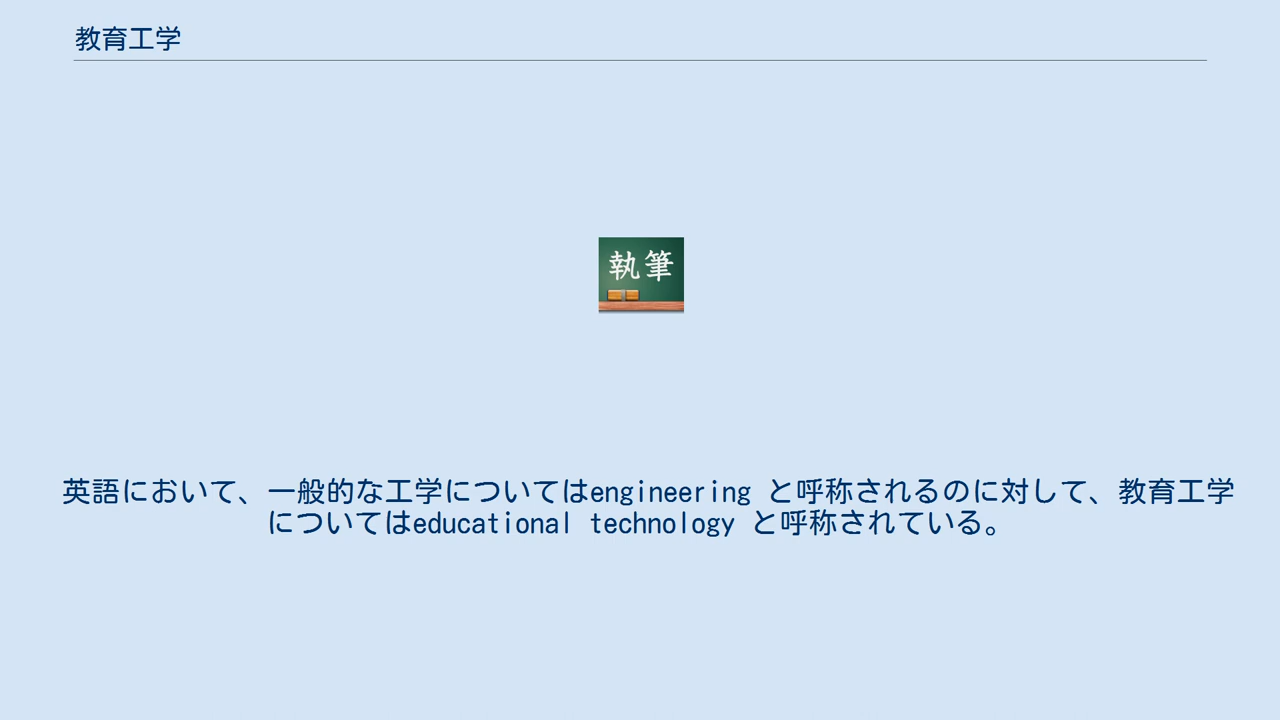 教育工学
執筆
英語において、一般的な工学についてはengineering と呼称されるのに対して、教育工学
についてはeducational technology と呼称されている。